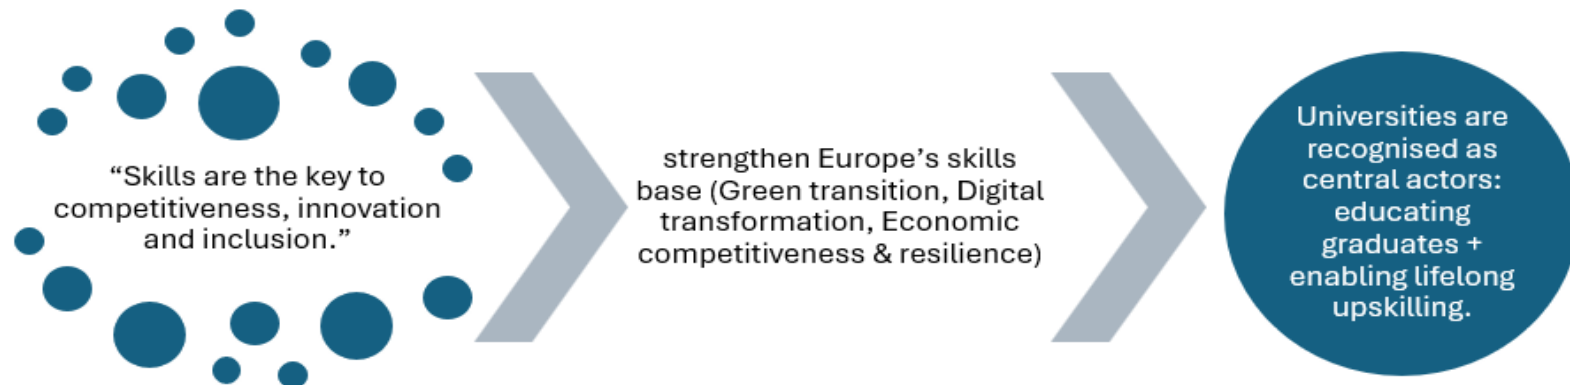 “Skills are the key to
competitiveness, innovation
and inclusion.”
strengthen Europe’s skills
base (Green transition, Digital
transformation, Economic
competitiveness & resilience)
Universities are
recognised as
central actors:
educating
graduates +
enabling lifelong
upskilling.